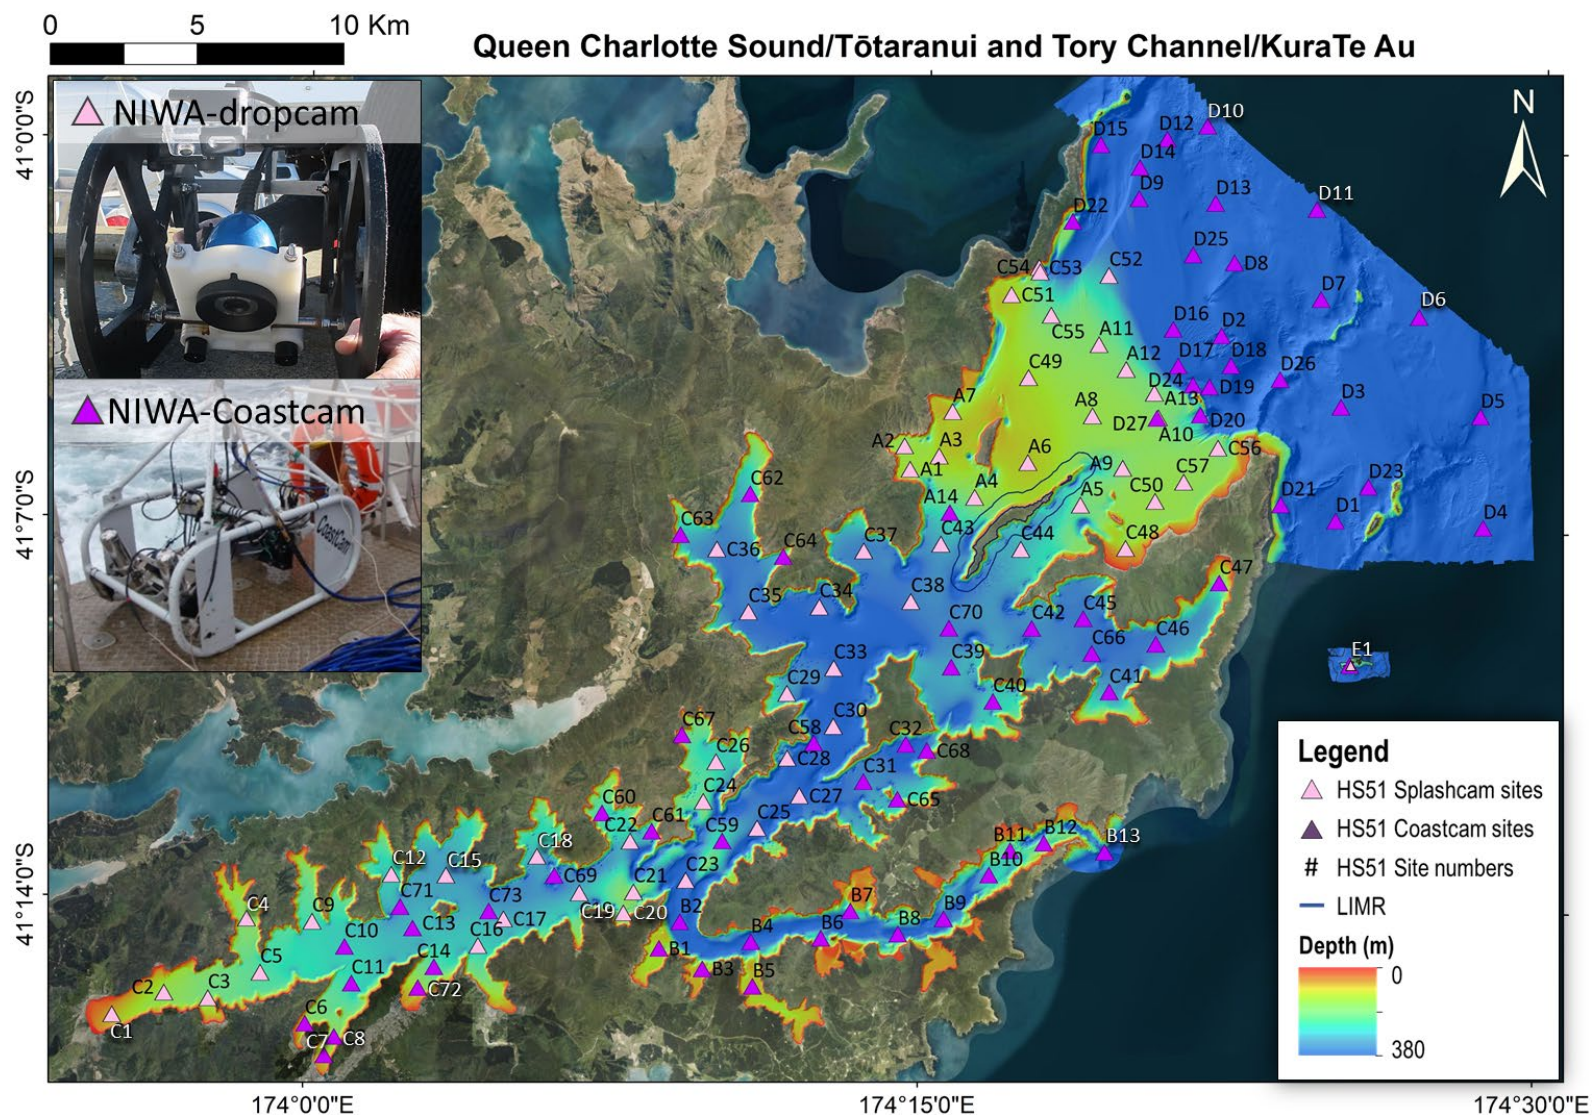 0 5 10 Km
Queen Charlotte Sound/Tōtaranui and Tory Channel/KuraTe Au
NIWA-dropcam
NIWA-Coastcam
CoastCam
N
41°0'0"S
41°7'0"S
41°14'0"S
174°0'0"E
174°15'0"E
174°30'0"E
D10
D12
D15
D14
D9
D13
D11
D22
D25
D8
C54
C53
C52
C51
D7
D6
C55
A11
D16
D2
A12
D17
D18
D26
C49
D24
D19
D3
D5
A7
A8
A13
D27
D20
A10
A2
A3
A6
A9
C56
A1
C57
C62
A4
A5
C50
D23
A14
D21
D1
D4
C63
C43
C37
C44
C48
C36
C64
C47
C38
C35
C34
C70
C42
C45
C66
C46
C33
C39
E1
C29
C40
C41
C30
C67
C58
C32
C26
C28
C68
C31
C24
C27
C65
C60
C61
C22
C25
C59
B11
B12
B13
C18
C12
C15
C23
B10
C69
C21
C71
C73
C4
C9
C17
C19
C20
B2
B7
C13
C16
B4
B6
B8
B9
C10
C14
B1
C5
C11
B3
B5
C2
C3
C72
C6
C1
C7
C8
Legend
HS51 Splashcam sites
HS51 Coastcam sites
# HS51 Site numbers
LIMR
Depth (m)
0
380